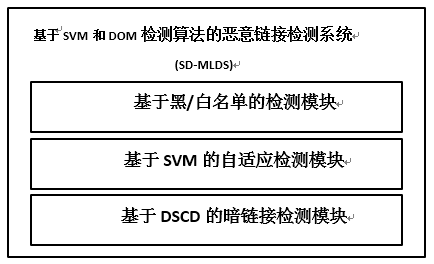 基于 SVM 和 DOM 检测算法的恶意链接检测系统
(SD-MLDS)
基于黑/白名单的检测模块
基于 SVM 的自适应检测模块
基于 DSCD 的暗链接检测模块